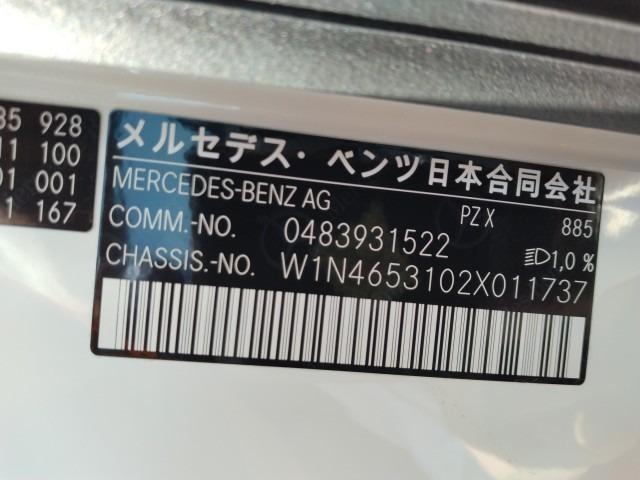 35 928
11 100
01 001
1 167
メルセデス・ベンツ日本合同会社
MERCEDES-BENZ AG
PZ X 885
COMM.-NO. 0483931522
1,0 %
CHASSIS.-NO. W1N4653102X011737